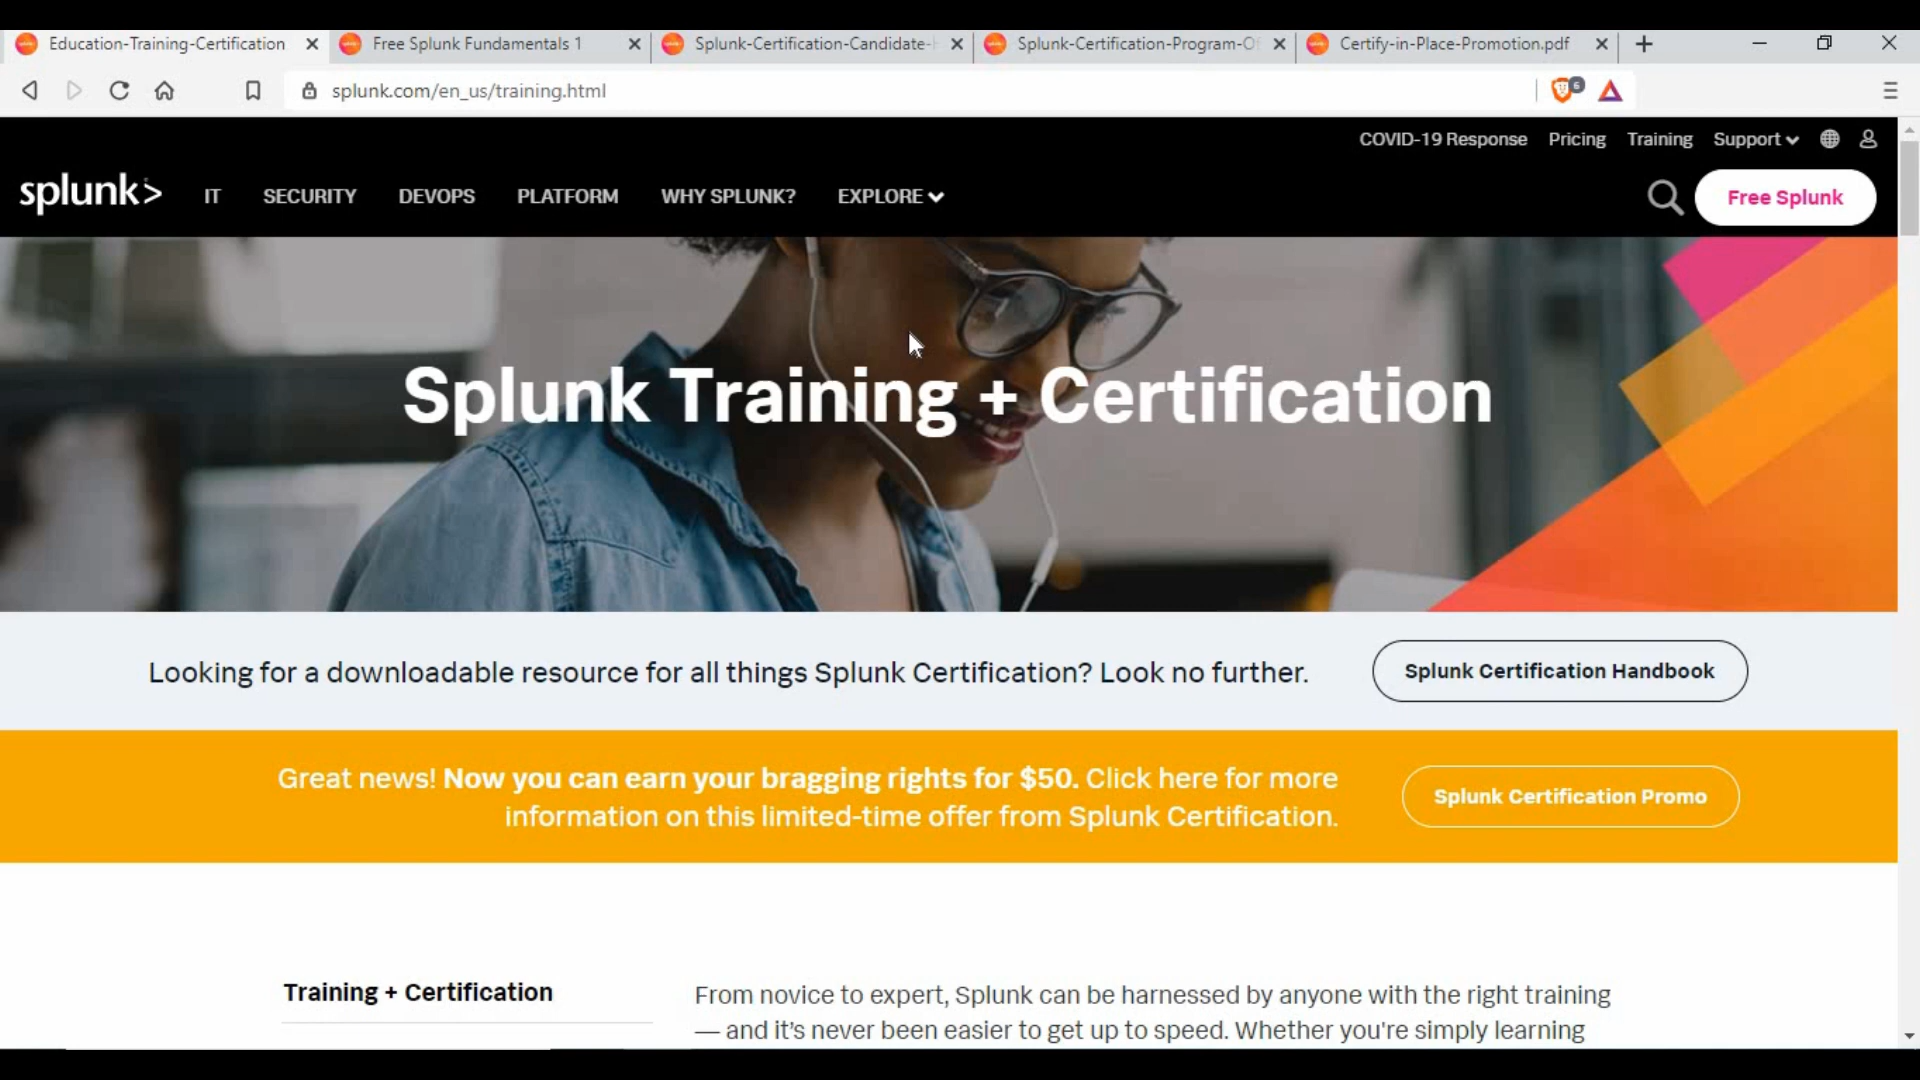 Education-Training-Certification
Free Splunk Fundamentals 1
Splunk-Certification-Candidate-
Splunk-Certification-Program-O
Certify-in-Place-Promotion.pdf
splunk.com/en_us/training.html
6
COVID-19 Response Pricing Training Support
splunk> IT SECURITY DEVOPS PLATFORM WHY SPLUNK? EXPLORE
Free Splunk
Splunk Training + Certification
Looking for a downloadable resource for all things Splunk Certification? Look no further.
Splunk Certification Handbook
Great news! Now you can earn your bragging rights for $50. Click here for more
information on this limited-time offer from Splunk Certification.
Splunk Certification Promo
Training + Certification
From novice to expert, Splunk can be harnessed by anyone with the right training
— and it's never been easier to get up to speed. Whether you're simply learning